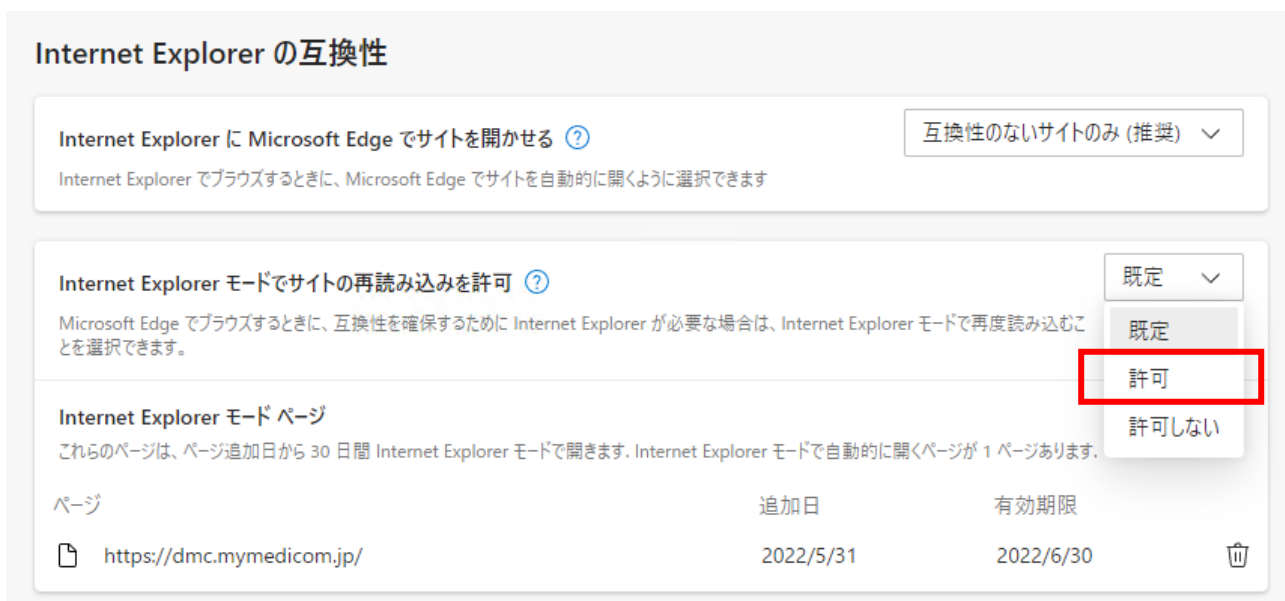 Internet Explorer の互換性
Internet Explorer に Microsoft Edge でサイトを開かせる ?
互換性のないサイトのみ (推奨)
Internet Explorer でブラウズするときに、Microsoft Edge でサイトを自動的に開くように選択できます
Internet Explorer モードでサイトの再読み込みを許可 ?
既定
Microsoft Edge でブラウズするときに、互換性を確保するために Internet Explorer が必要な場合は、Internet Explorer モードで再度読み込むこ
とを選択できます。
既定
許可
許可しない
Internet Explorer モード ページ
これらのページは、ページ追加日から 30 日間 Internet Explorer モードで開きます. Internet Explorer モードで自動的に開くページが 1 ページあります.
ページ 追加日 有効期限
https://dmc.mymedicom.jp/ 2022/5/31 2022/6/30